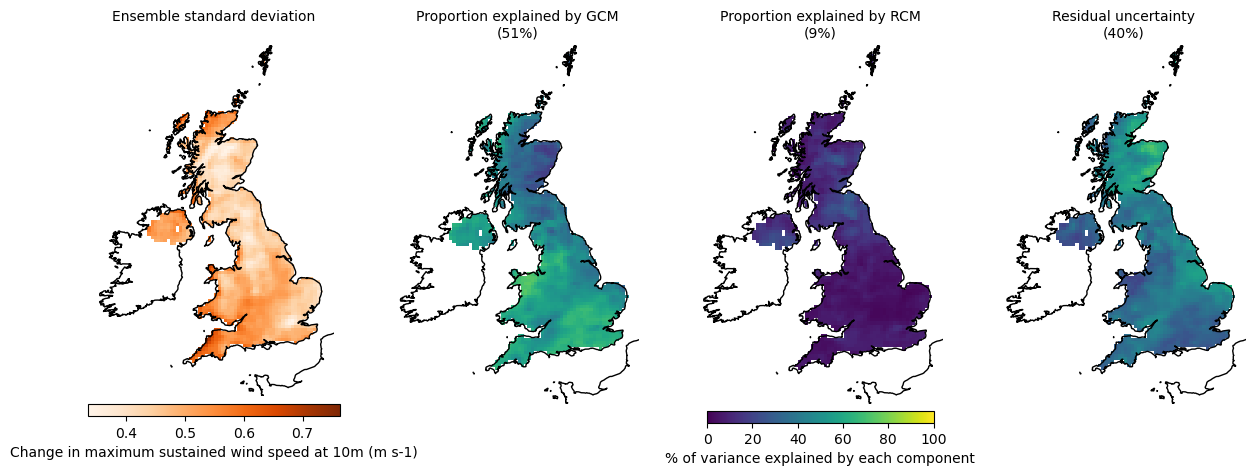 Ensemble standard deviation
Proportion explained by GCM
(51%)
Proportion explained by RCM
(9%)
Residual uncertainty
(40%)
0.4 0.5 0.6 0.7
Change in maximum sustained wind speed at 10m (m s-1)
0 20 40 60 80 100
% of variance explained by each component